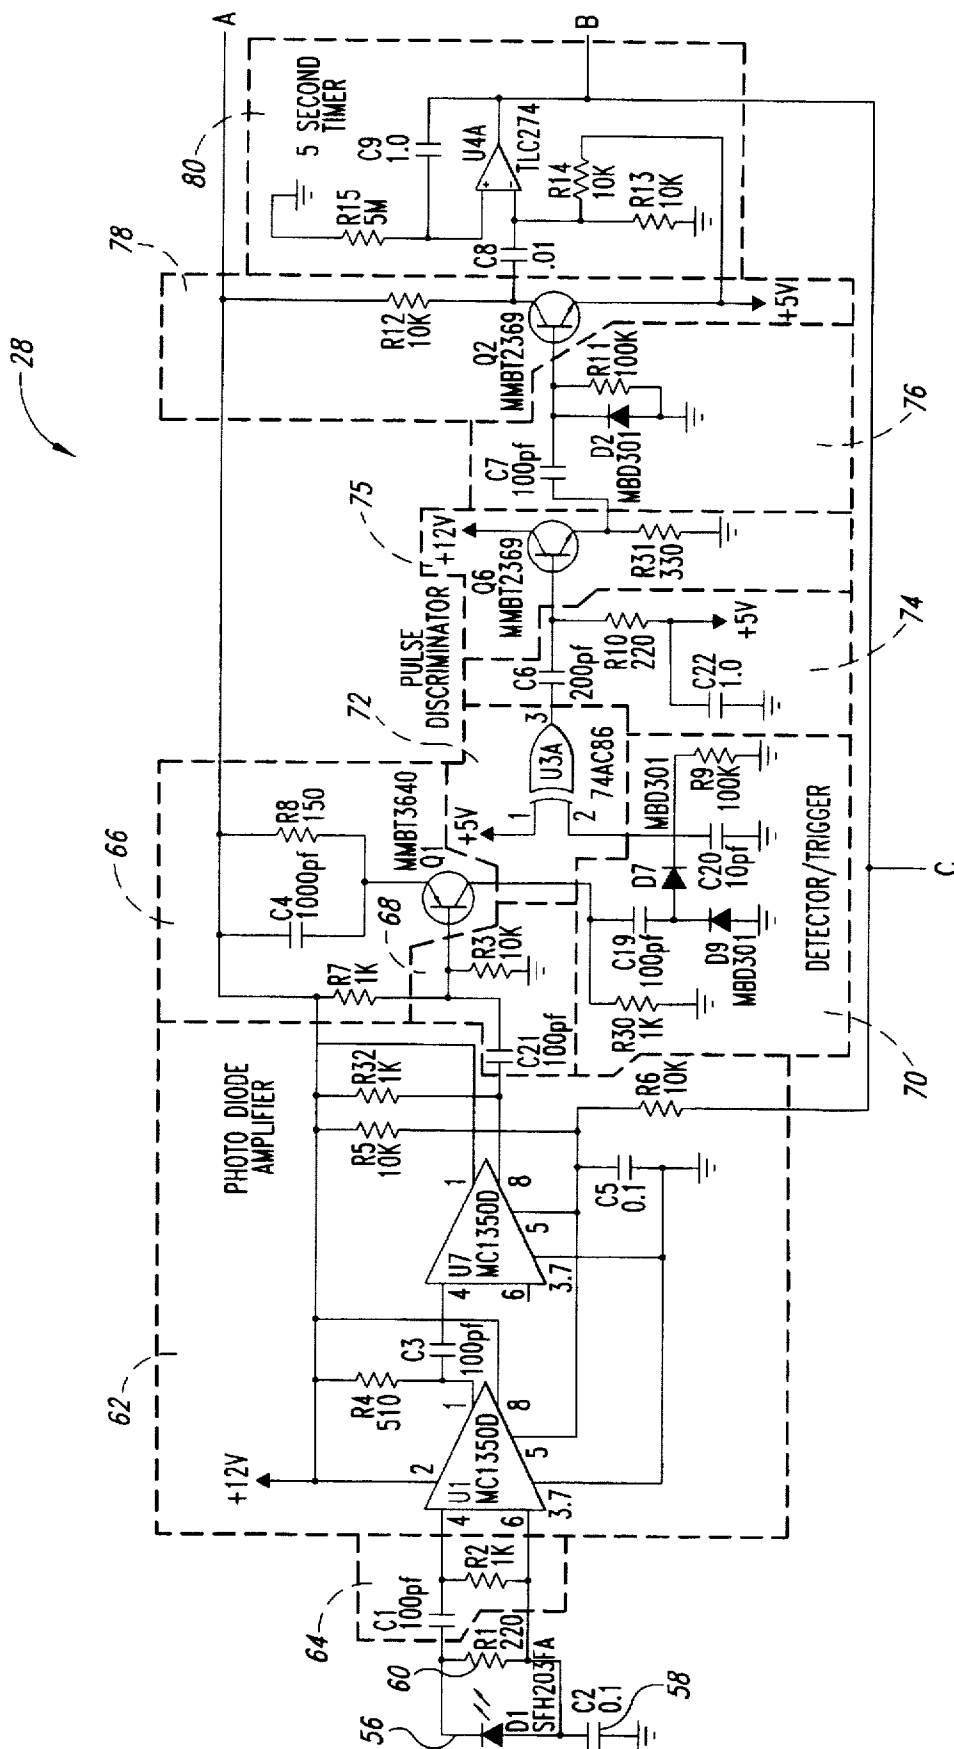 28
62
+12V
PHOTO DIODE
AMPLIFIER
64
C1
100pf
R2
1K
60
R1
220
56
D1
SFH203FA
C2
0.1
58
R4
510
U1
MC1350D
2
4
6
3.7
5
1
8
C3
100pf
U7
MC1350D
4
6
3.7
5
1
8
R5
10K
R32
1K
C5
0.1
R6
10K
C21
100pf
66
R7
1K
C4
1000pf
R8
150
68
R3
10K
MMBT3640
Q1
R30
1K
C19
100pf
D9
MBD301
D7
MBD301
C20
10pf
R9
100K
DETECTOR/TRIGGER
70
72
+5V
1
2
3
U3A
74AC86
PULSE
DISCRIMINATOR
C6
200pf
R10
220
C22
1.0
+5V
74
75
+12V
Q6
MMBT2369
R31
330
C7
100pf
D2
MBD301
R11
100K
76
78
R12
10K
Q2
MMBT2369
+5V
80
5 SECOND
TIMER
R15
5M
C9
1.0
C8
.01
+
-
U4A
TLC274
R14
10K
R13
10K
A
B
C